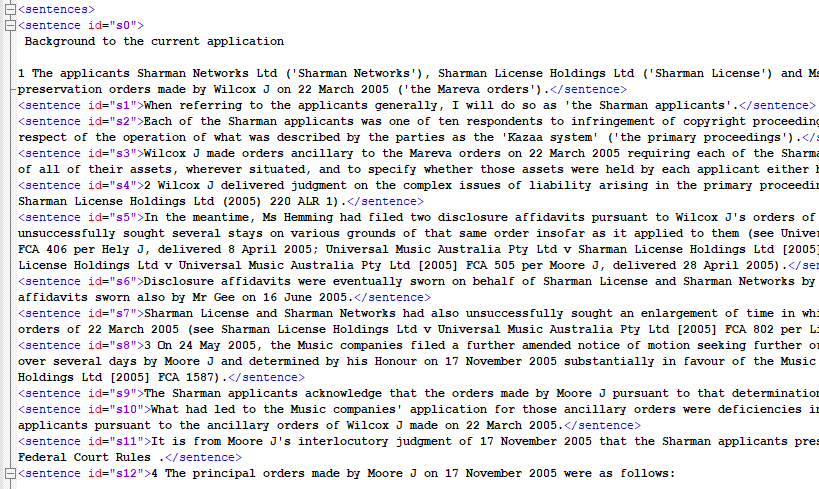 <sentences>
<sentence id="s0">
Background to the current application
1 The applicants Sharman Networks Ltd ('Sharman Networks'), Sharman License Holdings Ltd ('Sharman License') and Ms
preservation orders made by Wilcox J on 22 March 2005 ('the Mareva orders').</sentence>
<sentence id="s1">When referring to the applicants generally, I will do so as 'the Sharman applicants'.</sentence>
<sentence id="s2">Each of the Sharman applicants was one of ten respondents to infringement of copyright proceeding
respect of the operation of what was described by the parties as the 'Kazaa system' ('the primary proceedings').</s
<sentence id="s3">Wilcox J made orders ancillary to the Mareva orders on 22 March 2005 requiring each of the Sharma
of all of their assets, wherever situated, and to specify whether those assets were held by each applicant either
<sentence id="s4">2 Wilcox J delivered judgment on the complex issues of liability arising in the primary proceedin
Sharman License Holdings Ltd (2005) 220 ALR 1).</sentence>
<sentence id="s5">In the meantime, Ms Hemming had filed two disclosure affidavits pursuant to Wilcox J's orders of
unsuccessfully sought several stays on various grounds of that same order insofar as it applied to them (see Univer
FCA 406 per Hely J, delivered 8 April 2005; Universal Music Australia Pty Ltd v Sharman License Holdings Ltd [2005]
License Holdings Ltd v Universal Music Australia Pty Ltd [2005] FCA 505 per Moore J, delivered 28 April 2005).</sen
<sentence id="s6">Disclosure affidavits were eventually sworn on behalf of Sharman License and Sharman Networks by
affidavits sworn also by Mr Gee on 16 June 2005.</sentence>
<sentence id="s7">Sharman License and Sharman Networks had also unsuccessfully sought an enlargement of time in whi
orders of 22 March 2005 (see Sharman License Holdings Ltd v Universal Music Australia Pty Ltd [2005] FCA 802 per Li
<sentence id="s8">3 On 24 May 2005, the Music companies filed a further amended notice of motion seeking further o
over several days by Moore J and determined by his Honour on 17 November 2005 substantially in favour of the Music
Holdings Ltd [2005] FCA 1587).</sentence>
<sentence id="s9">The Sharman applicants acknowledge that the orders made by Moore J pursuant to that determination
<sentence id="s10">What had led to the Music companies' application for those ancillary orders were deficiencies in
applicants pursuant to the ancillary orders of Wilcox J made on 22 March 2005.</sentence>
<sentence id="s11">It is from Moore J's interlocutory judgment of 17 November 2005 that the Sharman applicants pres
Federal Court Rules .</sentence>
<sentence id="s12">4 The principal orders made by Moore J on 17 November 2005 were as follows: